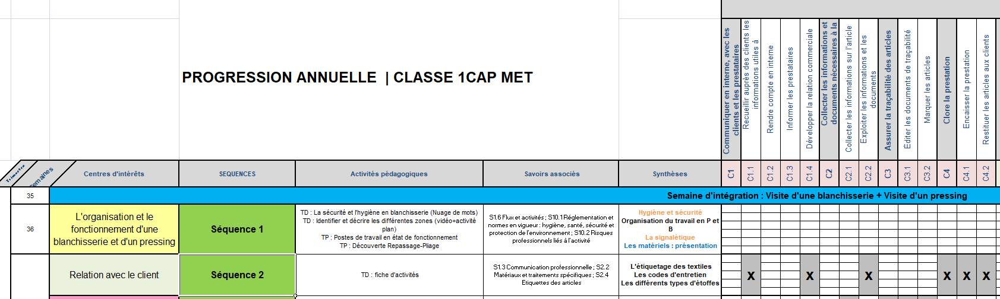 PROGRESSION ANNUELLE | CLASSE 1CAP MET
Communiquer en interne, avec les
clients et les prestataires
Recueillir auprès des clients les
informations utiles à
Rendre compte en interne
Informer les prestataires
Développer la relation commerciale
Collecter les informations et
documents nécessaires à la
Collecter les informations sur l'article
Exploiter les informations et les
documents
Assurer la traçabilité des articles
Éditer les documents de traçabilité
Marquer les articles
Clore la prestation
Encaisser la prestation
Restituer les articles aux clients
Trimestre
Semaines
Centres d'intérêts
SEQUENCES
Activités pédagogiques
Savoirs associés
Synthèses
C1
C1.1
C1.2
C1.3
C1.4
C2
C2.1
C2.2
C3
C3.1
C3.2
C4
C4.1
C4.2
35
Semaine d'intégration : Visite d'une blanchisserie + Visite d'un pressing
36
L'organisation et le
fonctionnement d'une
blanchisserie et d'un pressing
Séquence 1
TD : La sécurité et l'hygiène en blanchisserie (Nuage de mots)
TD : Identifier et décrire les différentes zones (vidéo+activité
plan)
TP : Postes de travail en état de fonctionnement
TP : Découverte Repassage-Pliage
S1.6 Flux et activités ; S10.1 Réglementation et
normes en vigueur : hygiène, santé, sécurité et
protection de l'environnement ; S10.2 Risques
professionnels liés à l'activité
Hygiène et sécurité
Organisation du travail en P et
B
La signalétique
Les matériels : présentation
Relation avec le client
Séquence 2
TD : fiche d'activités
S1.3 Communication professionnelle ; S2.2
Matériaux et traitements spécifiques ; S2.4
Etiquettes des articles
L'étiquetage des textiles
Les codes d'entretien
Les différents types d'étoffes
X
X
X
X
X
X